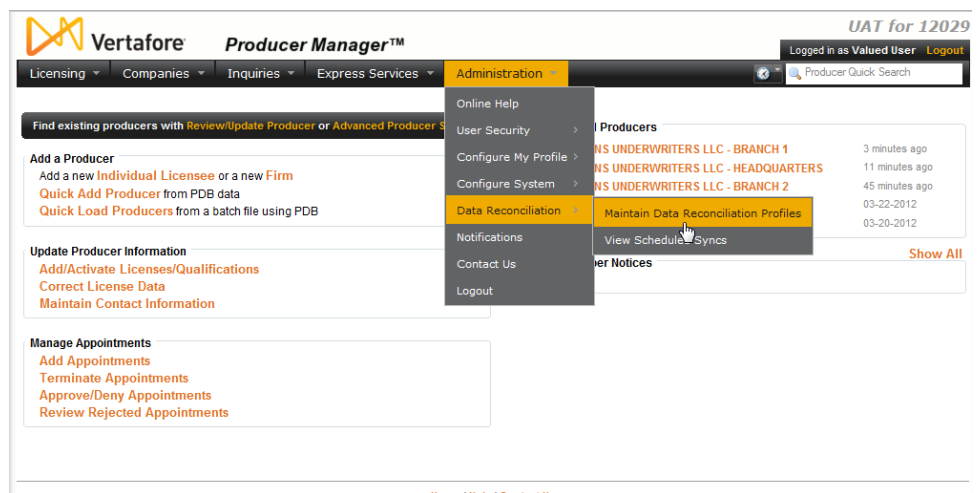 UAT for 12029
Vertafore Producer Manager™
Logged in as Valued User Logout
Licensing Companies Inquiries Express Services Administration Producer Quick Search
Online Help
User Security
Configure My Profile
Configure System
Data Reconciliation
Notifications
Contact Us
Logout
Maintain Data Reconciliation Profiles
View Scheduled Syncs
Find existing producers with Review/Update Producer or Advanced Producer S
Add a Producer
Add a new Individual Licensee or a new Firm
Quick Add Producer from PDB data
Quick Load Producers from a batch file using PDB
Update Producer Information
Add/Activate Licenses/Qualifications
Correct License Data
Maintain Contact Information
Manage Appointments
Add Appointments
Terminate Appointments
Approve/Deny Appointments
Review Rejected Appointments
d Producers
NS UNDERWRITERS LLC - BRANCH 1 3 minutes ago
NS UNDERWRITERS LLC - HEADQUARTERS 11 minutes ago
NS UNDERWRITERS LLC - BRANCH 2 45 minutes ago
03-22-2012
03-20-2012
Show All
er Notices